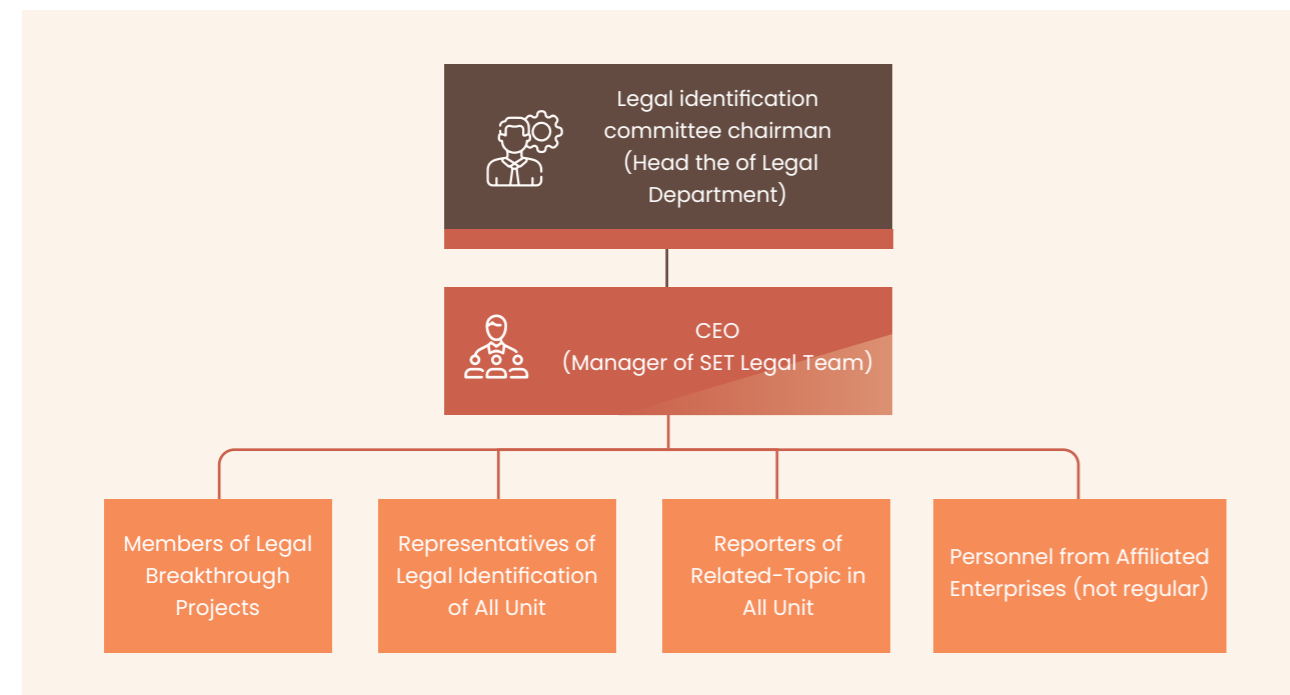 Legal identification
committee chairman
(Head the of Legal
Department)
CEO
(Manager of SET Legal Team)
Members of Legal
Breakthrough
Projects
Representatives of
Legal Identification
of All Unit
Reporters of
Related-Topic in
All Unit
Personnel from Affiliated
Enterprises (not regular)